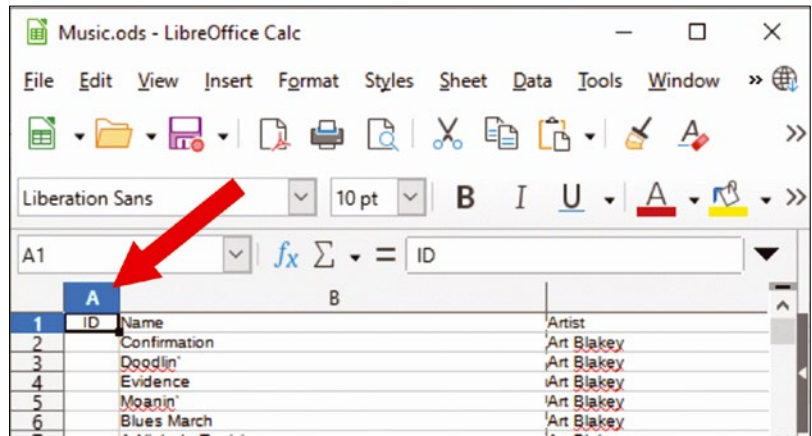 Music.ods - LibreOffice Calc
File Edit View Insert Format Styles Sheet Data Tools Window »
»
Liberation Sans 10 pt B I U A »
A1 fx Σ = ID
A B
1 ID Name Artist
2 Confirmation Art Blakey
3 Doodlin' Art Blakey
4 Evidence Art Blakey
5 Moanin' Art Blakey
6 Blues March Art Blakey